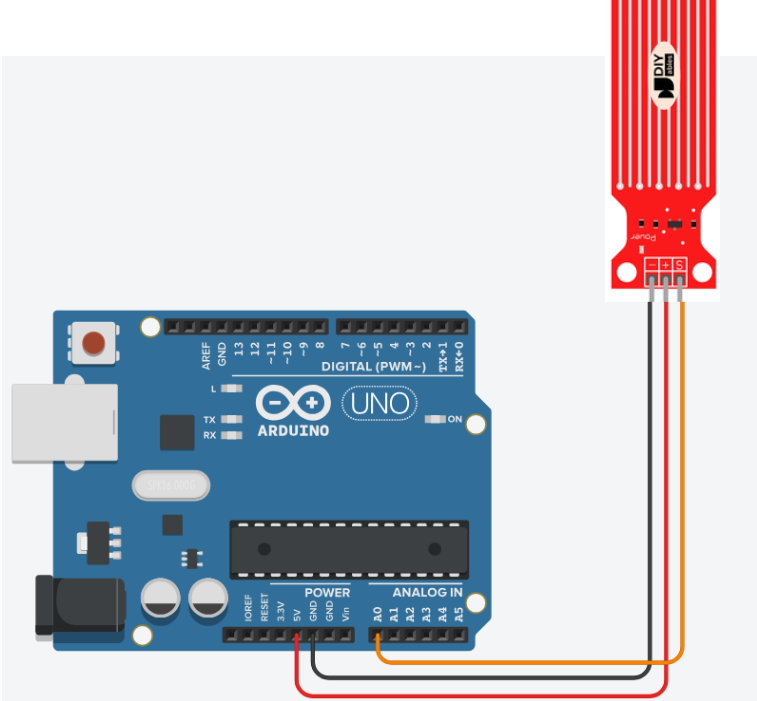 DIY
ables
Power
- + S
AREF
GND
13
12
~11
~10
~9
8
7
~6
~5
4
~3
2
TX→1
RX←0
DIGITAL (PWM~)
L
TX
RX
ARDUINO
UNO
ON
POWER
ANALOG IN
IOREF
RESET
3.3V
5V
GND
GND
Vin
A0
A1
A2
A3
A4
A5